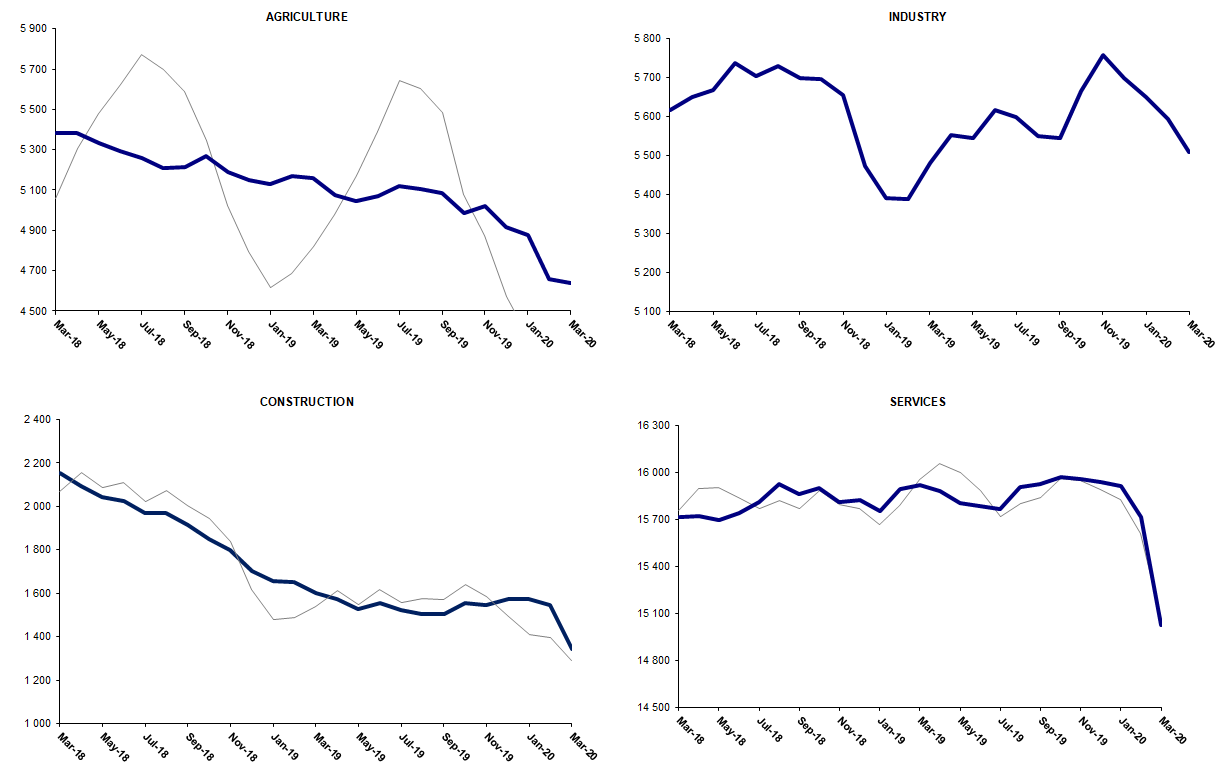 AGRICULTURE
5 900
5 700
5 500
5 300
5 100
4 900
4 700
4 500
Mar-18
May-18
Jul-18
Sep-18
Nov-18
Jan-19
Mar-19
May-19
Jul-19
Sep-19
Nov-19
Jan-20
Mar-20
INDUSTRY
5 800
5 700
5 600
5 500
5 400
5 300
5 200
5 100
Mar-18
May-18
Jul-18
Sep-18
Nov-18
Jan-19
Mar-19
May-19
Jul-19
Sep-19
Nov-19
Jan-20
Mar-20
CONSTRUCTION
2 400
2 200
2 000
1 800
1 600
1 400
1 200
1 000
Mar-18
May-18
Jul-18
Sep-18
Nov-18
Jan-19
Mar-19
May-19
Jul-19
Sep-19
Nov-19
Jan-20
Mar-20
SERVICES
16 300
16 000
15 700
15 400
15 100
14 800
14 500
Mar-18
May-18
Jul-18
Sep-18
Nov-18
Jan-19
Mar-19
May-19
Jul-19
Sep-19
Nov-19
Jan-20
Mar-20